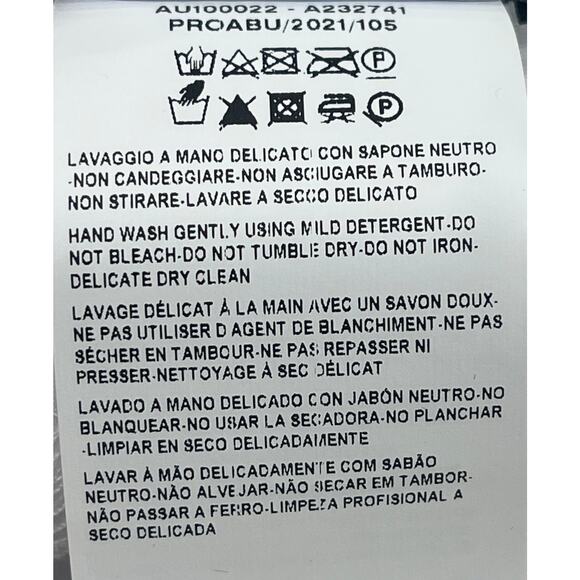 AU100022 - A232741
PROABU/2021/105
P
P
LAVAGGIO A MANO DELICATO CON SAPONE NEUTRO
-NON CANDEGGIARE-NON ASCIUGARE A TAMBURO-
NON STIRARE-LAVARE A SECCO DELICATO
HAND WASH GENTLY USING MILD DETERGENT-DO
NOT BLEACH-DO NOT TUMBLE DRY-DO NOT IRON-
DELICATE DRY CLEAN
LAVAGE DÉLICAT À LA MAIN AVEC UN SAVON DOUX-
NE PAS UTILISER D AGENT DE BLANCHIMENT-NE PAS
SÉCHER EN TAMBOUR-NE PAS REPASSER NI
PRESSER-NETTOYAGE À SEC DÉLICAT
LAVADO A MANO DELICADO CON JABÓN NEUTRO-NO
BLANQUEAR-NO USAR LA SECADORA-NO PLANCHAR
-LIMPIAR EN SECO DELICADAMENTE
LAVAR À MÃO DELICADAMENTE COM SABÃO
NEUTRO-NÃO ALVEJAR-NÃO SECAR EM TAMBOR-
NÃO PASSAR A FERRO-LIMPEZA PROFISIONAL A
SECO DELICADA